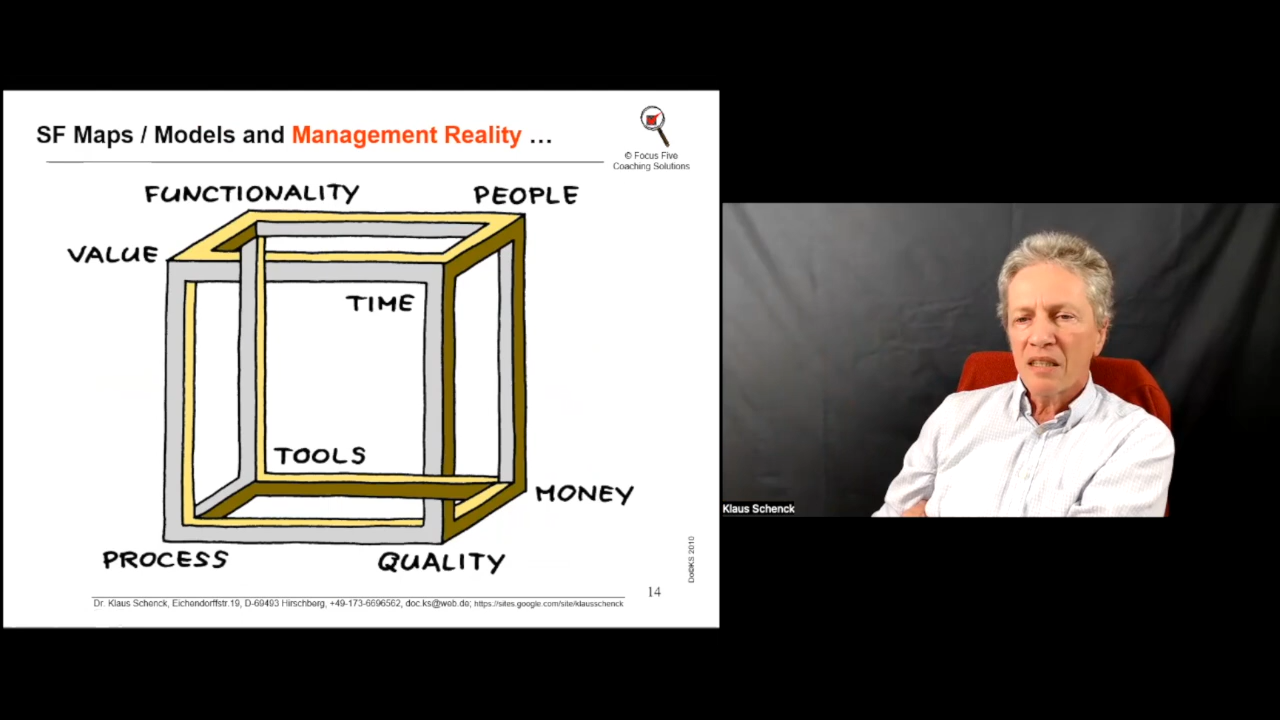 SF Maps / Models and Management Reality …
© Focus Five
Coaching Solutions
FUNCTIONALITY
PEOPLE
VALUE
TIME
TOOLS
MONEY
PROCESS
QUALITY
DoDKS 2010
14
Dr. Klaus Schenck, Eichendorffstr.19, D-69493 Hirschberg, +49-173-6696562, doc.ks@web.de; https://sites.google.com/site/klausschenck
Klaus Schenck